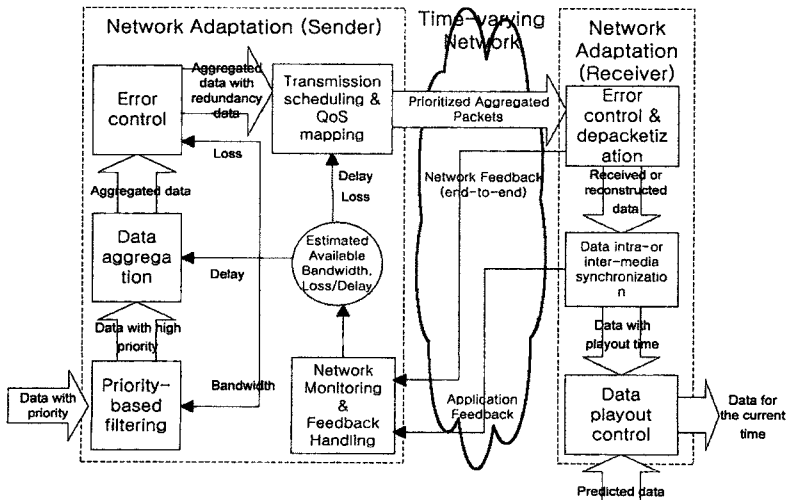 Network Adaptation (Sender)
Time-varying
Network
Network
Adaptation
(Receiver)
Error
control
Aggregated
data with
redundancy
data
Transmission
scheduling &
QoS
mapping
Prioritized Aggregated
Packets
Error
control &
depacketiz
ation
Loss
Delay
Loss
Network Feedback
(end-to-end)
Received or
reconstructed
data
Aggregated data
Data
aggrega
tion
Delay
Estimated
Available
Bandwidth,
Loss/Delay
Data intra-or
inter-media
synchronizatio
n
Data with high
priority
Data with
playout time
Data with
priority
Priority-
based
filtering
Bandwidth
Network
Monitoring
&
Feedback
Handling
Application
Feedback
Data
playout
control
Data for
the current
time
Predicted data